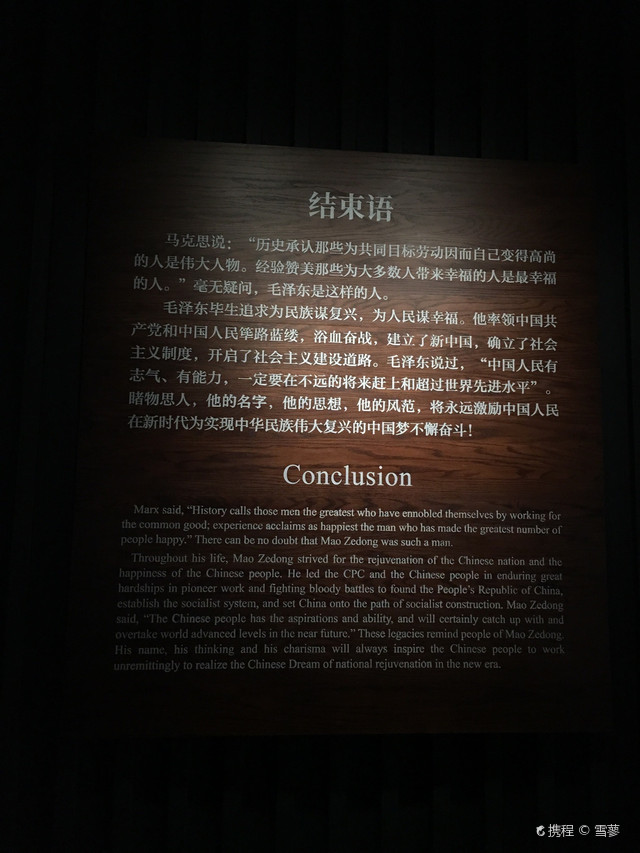 结束语
马克思说：“历史承认那些为共同目标劳动因而自己变得高尚
的人是伟大人物。经验赞美那些为大多数人带来幸福的人是最幸福
的人。”毫无疑问，毛泽东是这样的人。
毛泽东毕生追求为民族谋复兴，为人民谋幸福。他率领中国共
产党和中国人民筚路蓝缕，浴血奋战，建立了新中国，确立了社会
主义制度，开启了社会主义建设道路。毛泽东说过，“中国人民有
志气、有能力，一定要在不远的将来赶上和超过世界先进水平”。
睹物思人，他的名字，他的思想，他的风范，将永远激励中国人民
在新时代为实现中华民族伟大复兴的中国梦不懈奋斗！
Conclusion
Marx said, “History calls those men the greatest who have ennobled themselves by working for
the common good; experience acclaims as happiest the man who has made the greatest number of
people happy.” There can be no doubt that Mao Zedong was such a man.
Throughout his life, Mao Zedong strived for the rejuvenation of the Chinese nation and the
happiness of the Chinese people. He led the CPC and the Chinese people in enduring great
hardships in pioneer work and fighting bloody battles to found the People’s Republic of China,
establish the socialist system, and set China onto the path of socialist construction. Mao Zedong
said, “The Chinese people has the aspirations and ability, and will certainly catch up with and
overtake world advanced levels in the near future.” These legacies remind people of Mao Zedong.
His name, his thinking and his charisma will always inspire the Chinese people to work
unremittingly to realize the Chinese Dream of national rejuvenation in the new era.
携程 © 雪蓼